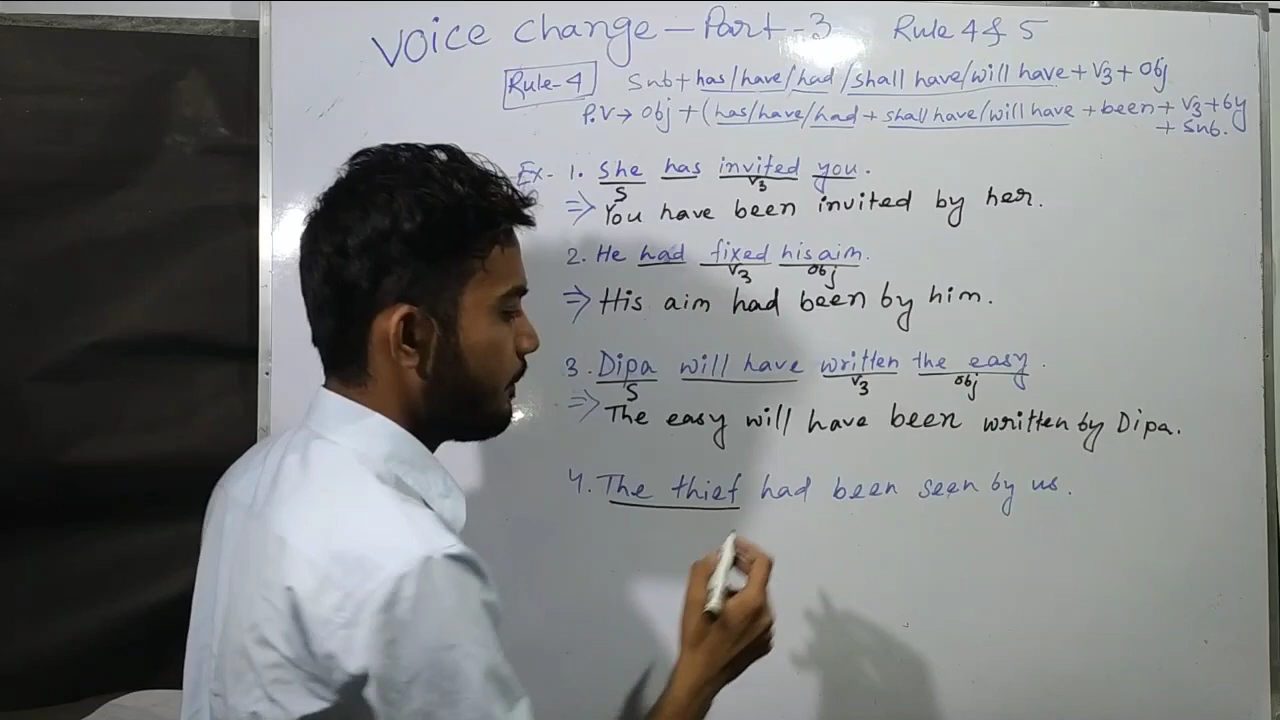 Voice change - Part - 3 Rule 4 & 5
Rule-4 Sub + has/have/had/shall have/will have + V3 + Obj
P.V → Obj + (has/have/had + shall have/will have + been + V3 + by
+ Sub.
Ex- 1. She has invited you.
S V3
⇒ You have been invited by her.
2. He had fixed his aim.
V3 Obj
⇒ His aim had been by him.
3. Dipa will have written the easy.
S V3 Obj
⇒ The easy will have been written by Dipa.
4. The thief had been seen by us.